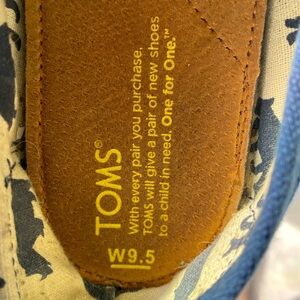 TOMS®
With every pair you purchase,
TOMS will give a pair of new shoes
to a child in need. One for One.™
W9.5